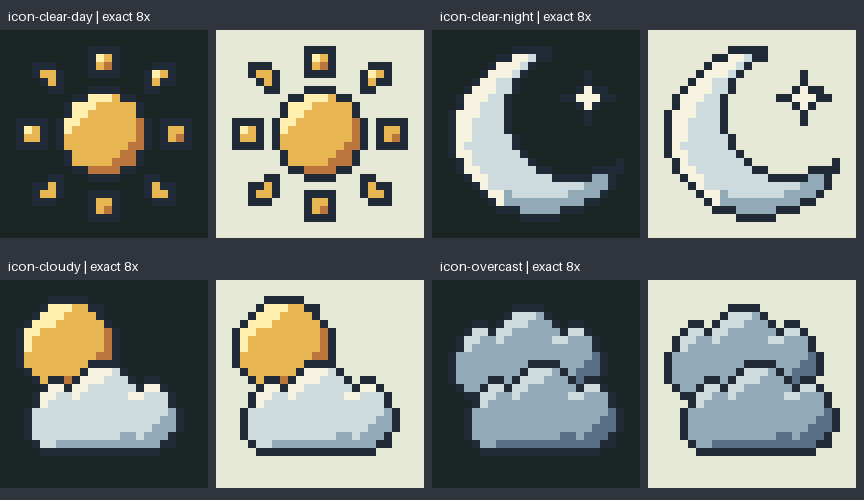 icon-clear-day | exact 8x
icon-clear-night | exact 8x
icon-cloudy | exact 8x
icon-overcast | exact 8x